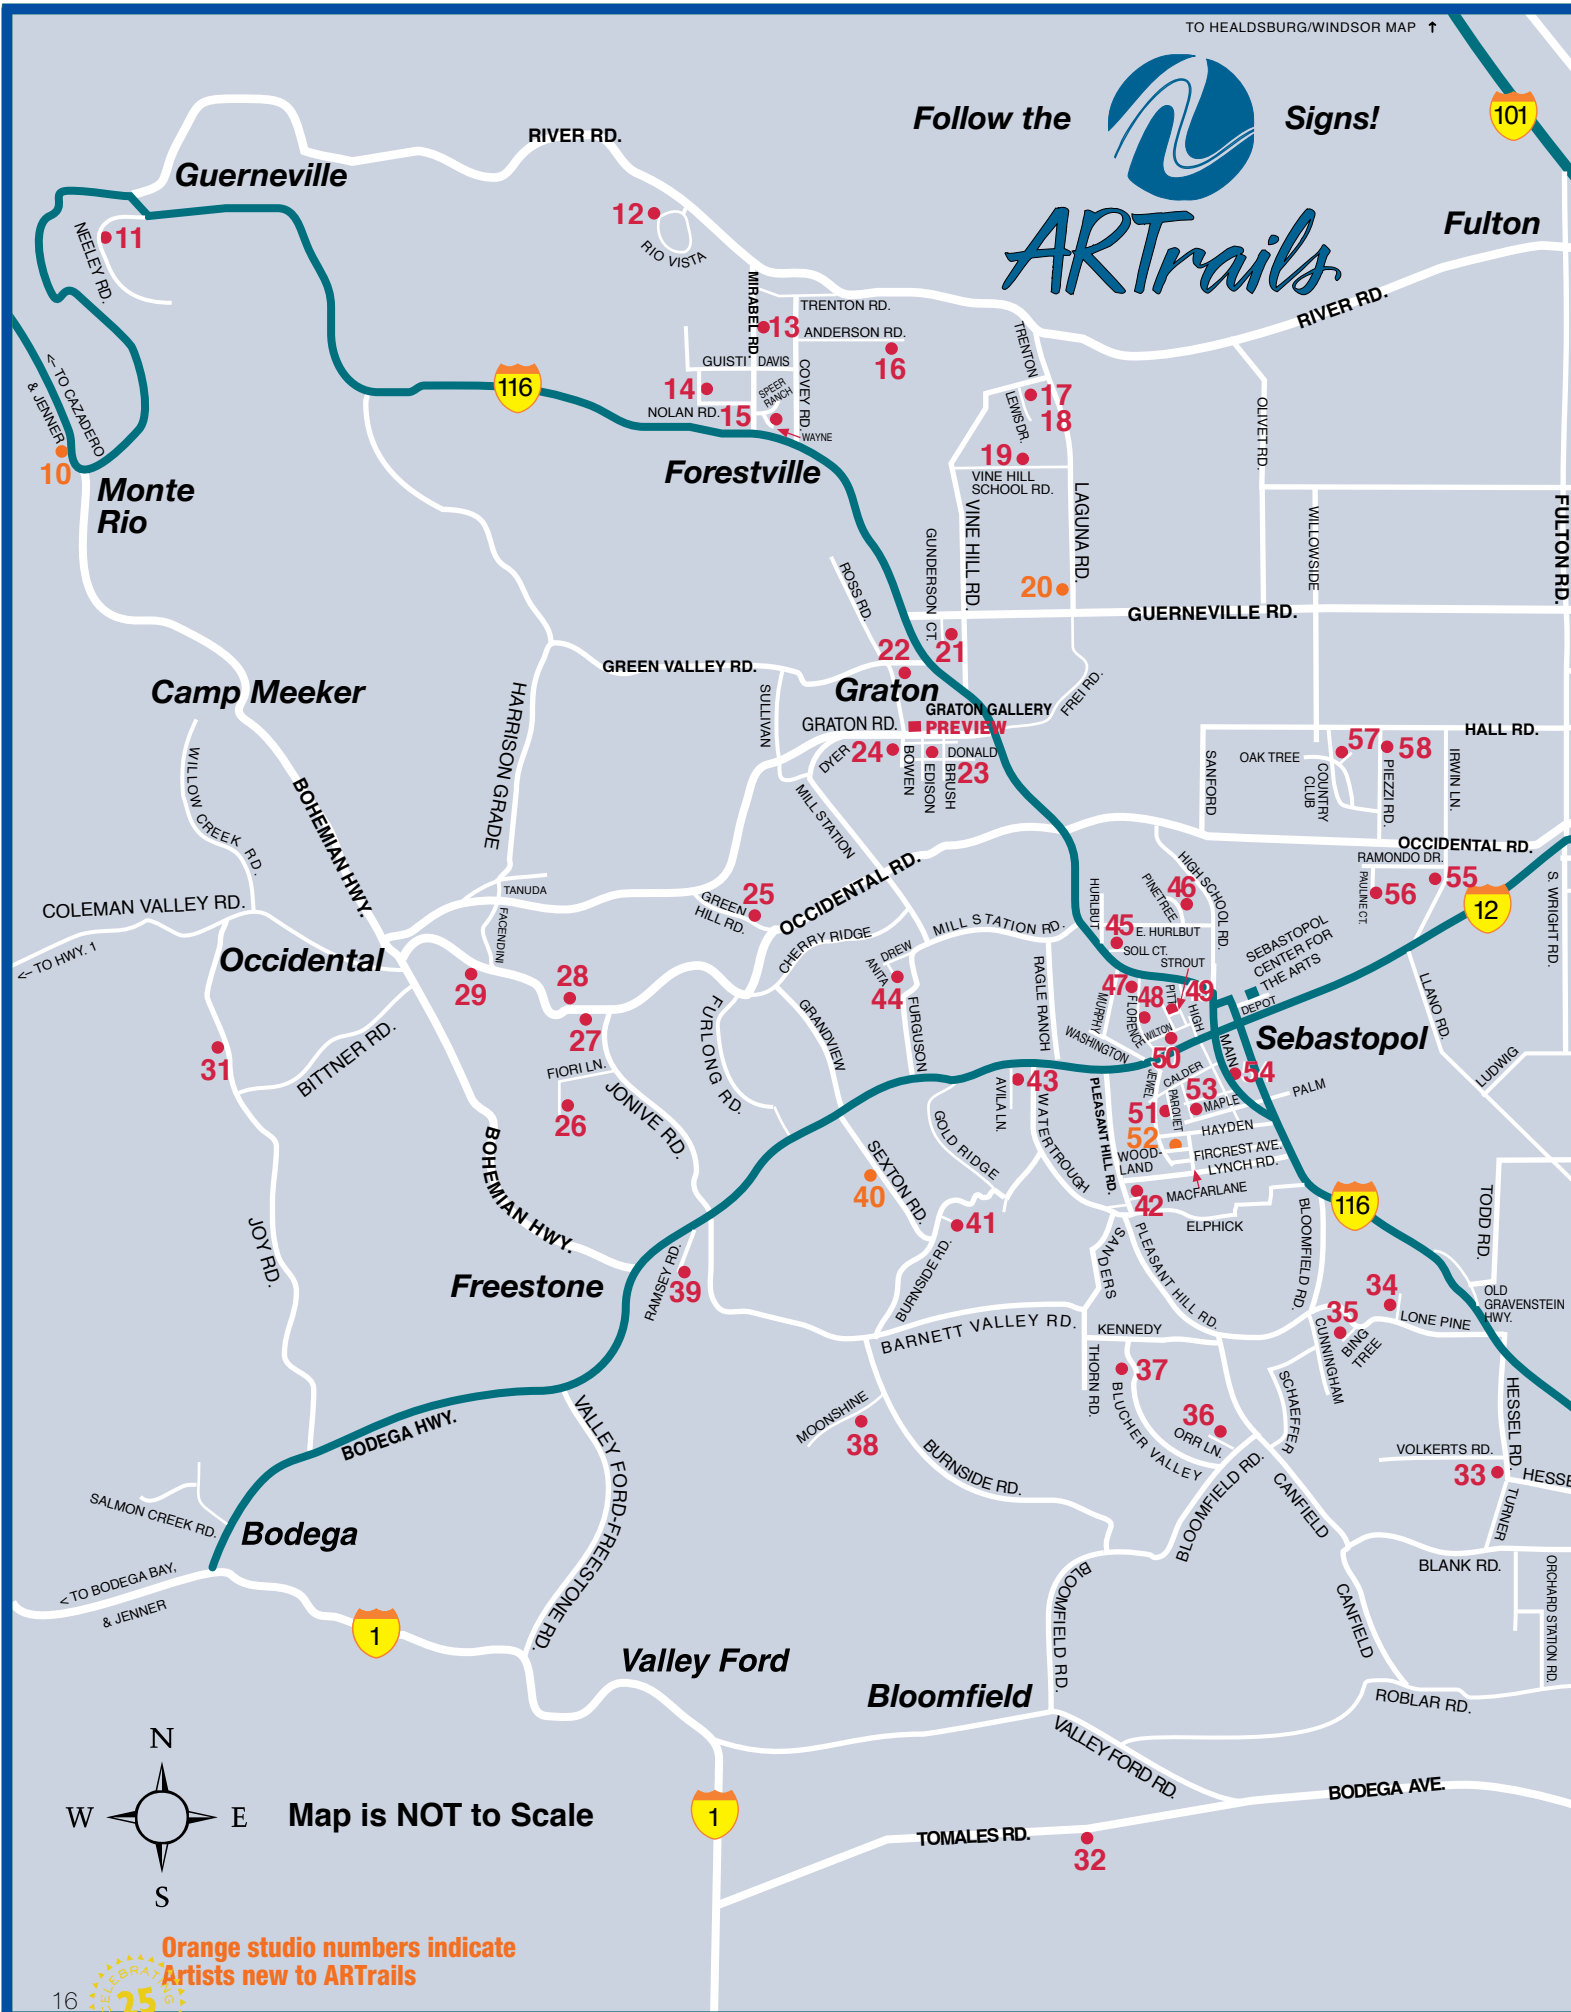 TO HEALDSBURG/WINDSOR MAP ↑
Follow the
Signs!
ARTrails
101
Fulton
RIVER RD.
Guerneville
12
RIO VISTA
11
NEELEY RD.
MIRABEL RD.
TRENTON RD.
13
ANDERSON RD.
16
RIVER RD.
TRENTON
<- TO CAZADERO
& JENNER
116
GUISTI
DAVIS
14
SPEER
RANCH
COVEY RD.
NOLAN RD.
15
WAYNE
17
18
LEWIS DR.
OLIVET RD.
10
Monte
Rio
Forestville
19
VINE HILL
SCHOOL RD.
VINE HILL RD.
LAGUNA RD.
WILLOWSIDE
FULTON RD.
GUNDERSON CT.
ROSS RD.
20
GUERNEVILLE RD.
22
21
GREEN VALLEY RD.
Camp Meeker
HARRISON GRADE
SULLIVAN
Graton
FREI RD.
GRATON GALLERY
PREVIEW
GRATON RD.
HALL RD.
WILLOW CREEK RD.
DYER
24
BOWEN
EDISON
BRUSH
DONALD
23
SANFORD
OAK TREE
57
58
COUNTRY
CLUB
PIEZZI RD.
IRWIN LN.
BOHEMIAN HWY.
MILL STATION
OCCIDENTAL RD.
OCCIDENTAL RD.
RAMONDO DR.
COLEMAN VALLEY RD.
<- TO HWY. 1
TANUDA
FACENDINI
25
GREEN
HILL RD.
HIGH SCHOOL RD.
PINETREE
46
HURLBUT
PAULINE CT.
56
55
12
S. WRIGHT RD.
Occidental
CHERRY RIDGE
MILL STATION RD.
45
E. HURLBUT
SOLL CT.
STROUT
SEBASTOPOL
CENTER FOR
THE ARTS
29
28
27
DREW
ANITA
44
FURGUSON
RAGLE RANCH
47
48
49
MURPHY
FLORENCE
PITT
HIGH
WILTON
DEPOT
Sebastopol
LLANO RD.
31
BITTNER RD.
FURLONG RD.
GRANDVIEW
WASHINGTON
50
MAIN
54
LUDWIG
FIORI LN.
26
JONIVE RD.
43
AVILA LN.
JEWEL
CALDER
53
PALM
MAPLE
51
PARQUET
52
HAYDEN
WOOD-
LAND
FIRCREST AVE.
LYNCH RD.
BOHEMIAN HWY.
SEXTON RD.
40
GOLD RIDGE
WATERTROUGH
PLEASANT HILL RD.
42
MACFARLANE
ELPHICK
116
TODD RD.
JOY RD.
41
BURNSIDE RD.
SANDERS
PLEASANT HILL RD.
BLOOMFIELD RD.
Freestone
RAMSEY RD.
39
34
OLD
GRAVENSTEIN
HWY.
35
LONE PINE
BING
TREE
CUNNINGHAM
BARNETT VALLEY RD.
KENNEDY
THORN RD.
37
BLUCHER VALLEY
36
ORR LN.
SCHAEFFER
HESSEL RD.
BODEGA HWY.
VALLEY FORD-FREESTONE RD.
MOONSHINE
38
BURNSIDE RD.
BLOOMFIELD RD.
CANFIELD
VOLKERTS RD.
33
HESSE
TURNER
SALMON CREEK RD.
Bodega
< TO BODEGA BAY,
& JENNER
BLOOMFIELD RD.
CANFIELD
BLANK RD.
ORCHARD STATION RD.
1
Valley Ford
Bloomfield
ROBLAR RD.
VALLEY FORD RD.
N
W
E
S
Map is NOT to Scale
1
BODEGA AVE.
TOMALES RD.
32
Orange studio numbers indicate
Artists new to ARTrails
CELEBRATING
25
16